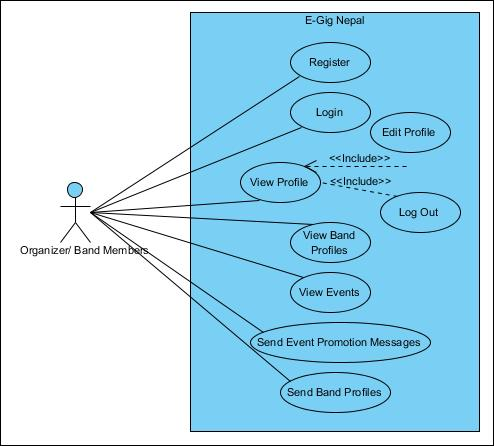 E-Gig Nepal
Register
Login
Edit Profile
<<Include>>
View Profile
<<Include>>
Log Out
Organizer/ Band Members
View Band
Profiles
View Events
Send Event Promotion Messages
Send Band Profiles